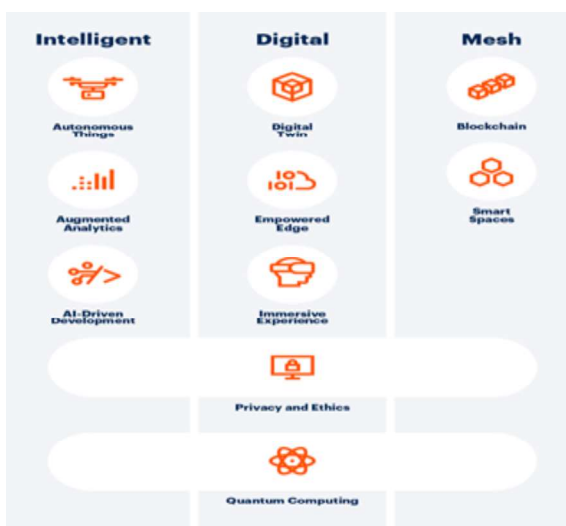 Intelligent
Digital
Mesh
Autonomous
Things
Digital
Twin
Blockchain
Augmented
Analytics
Empowered
Edge
Smart
Spaces
AI-Driven
Development
Immersive
Experience
Privacy and Ethics
Quantum Computing